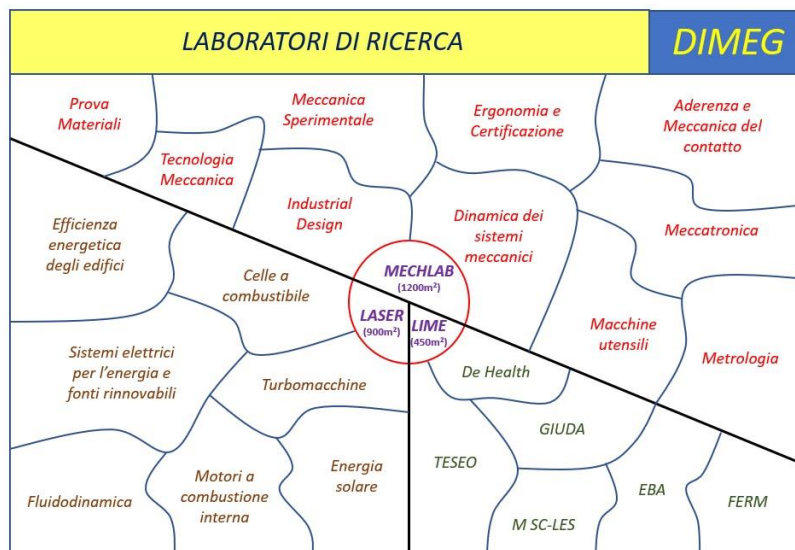 LABORATORI DI RICERCA
DIMEG
Prova
Materiali
Meccanica
Sperimentale
Ergonomia e
Certificazione
Aderenza e
Meccanica del
contatto
Tecnologia
Meccanica
Industrial
Design
Dinamica dei
sistemi
meccanici
Meccatronica
Efficienza
energetica
degli edifici
Celle a
combustibile
MECHLAB
(1200m²)
LASER
(900m²)
LIME
(450m²)
Macchine
utensili
Metrologia
Sistemi elettrici
per l'energia e
fonti rinnovabili
Turbomacchine
De Health
GIUDA
TESEO
Fluidodinamica
Motori a
combustione
interna
Energia
solare
M SC-LES
EBA
FERM